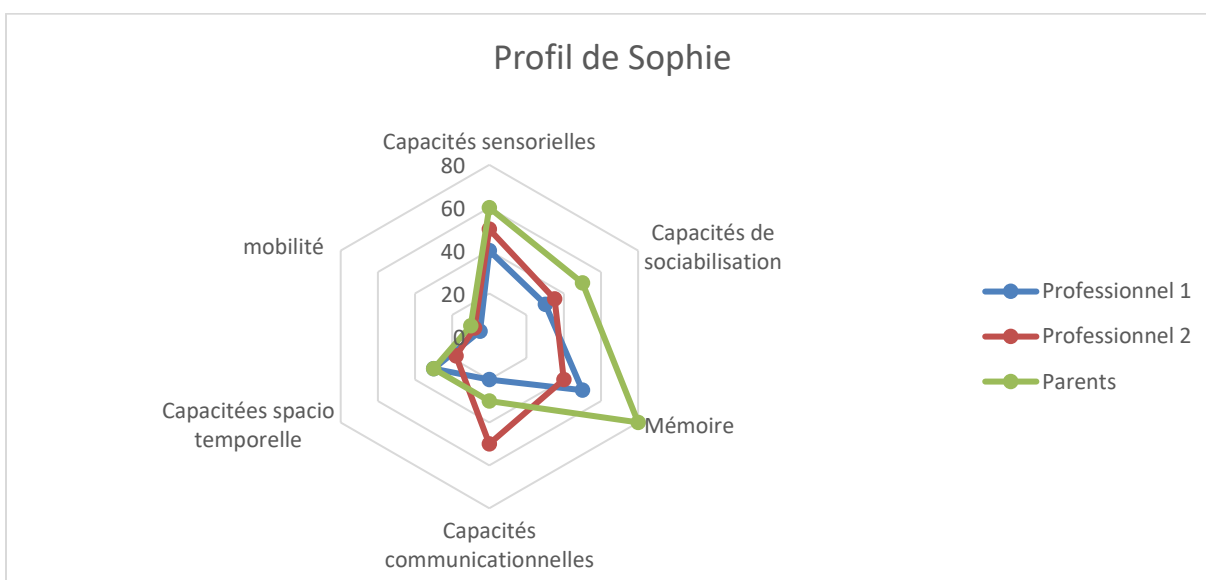 Profil de Sophie
Capacités sensorielles
80
60
40
20
0
Capacités de
sociabilisation
Mémoire
Capacités
communicationnelles
Capacitées spacio
temporelle
mobilité
Professionnel 1
Professionnel 2
Parents